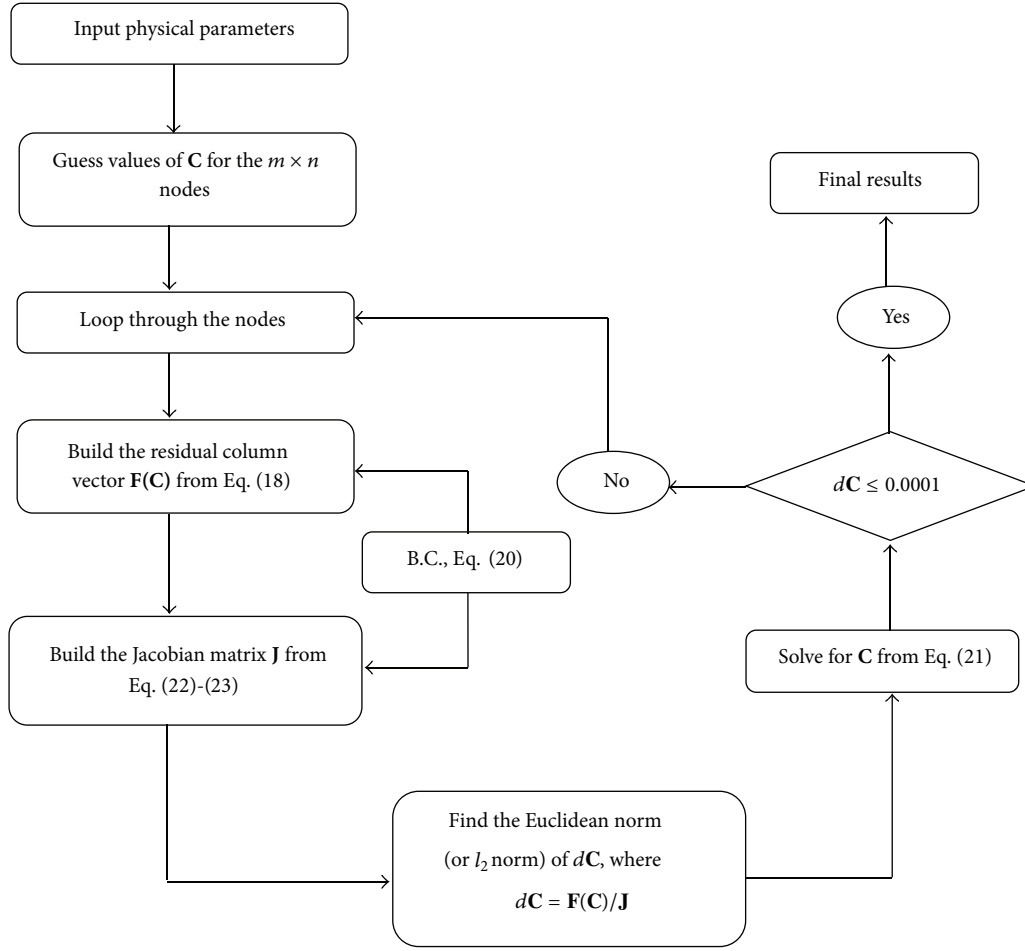 Input physical parameters
Guess values of C for the m × n
nodes
Loop through the nodes
Build the residual column
vector F(C) from Eq. (18)
B.C., Eq. (20)
Build the Jacobian matrix J from
Eq. (22)-(23)
Find the Euclidean norm
(or l₂ norm) of dC, where
dC = F(C)/J
Solve for C from Eq. (21)
dC ≤ 0.0001
No
Yes
Final results